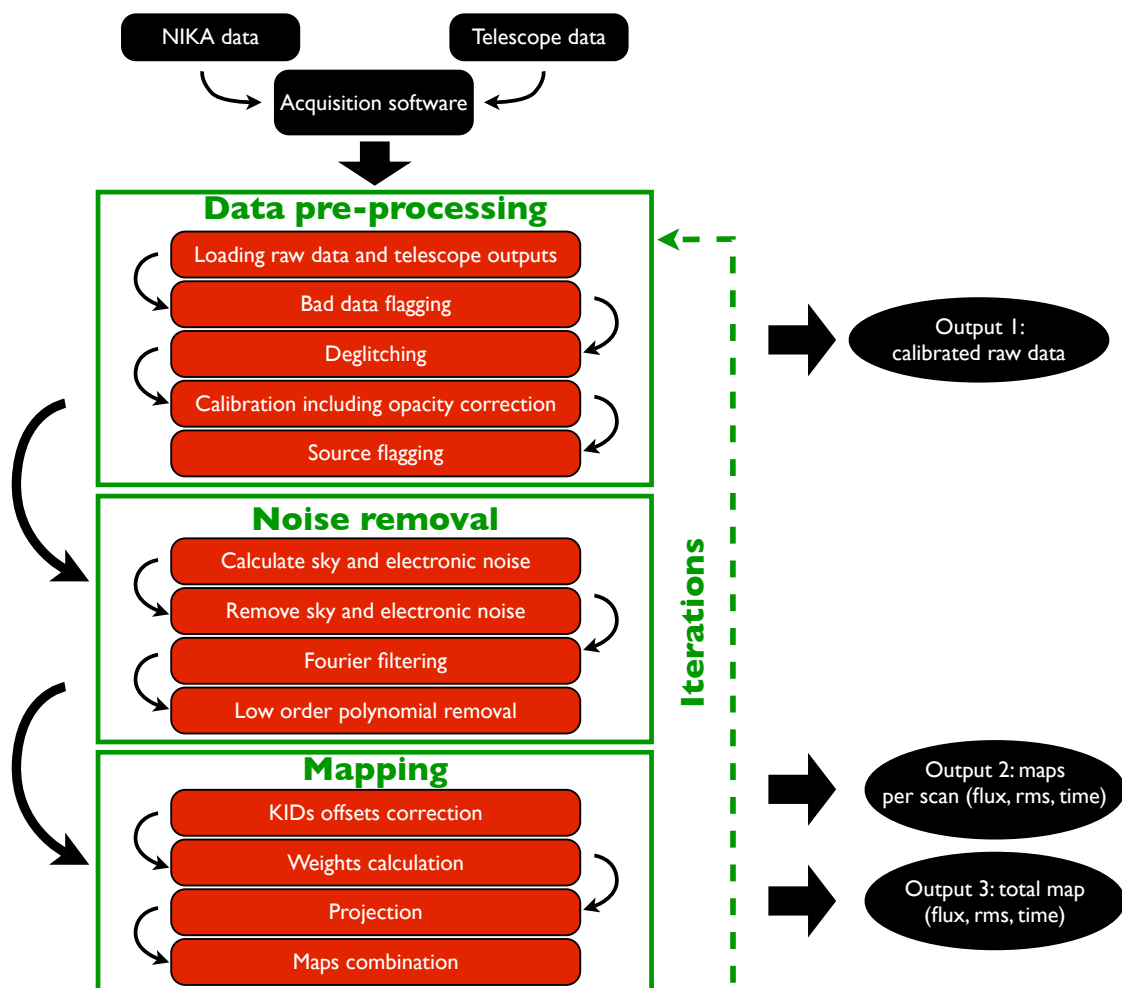 NIKA data
Telescope data
Acquisition software
Data pre-processing
Loading raw data and telescope outputs
Bad data flagging
Deglitching
Calibration including opacity correction
Source flagging
Output 1:
calibrated raw data
Noise removal
Calculate sky and electronic noise
Remove sky and electronic noise
Fourier filtering
Low order polynomial removal
Iterations
Mapping
KIDs offsets correction
Weights calculation
Projection
Maps combination
Output 2: maps
per scan (flux, rms, time)
Output 3: total map
(flux, rms, time)